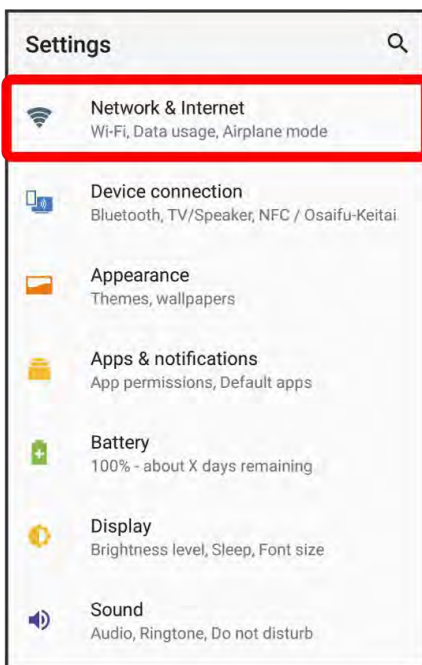 Settings
Network & Internet
Wi-Fi, Data usage, Airplane mode
Device connection
Bluetooth, TV/Speaker, NFC / Osaifu-Keitai
Appearance
Themes, wallpapers
Apps & notifications
App permissions, Default apps
Battery
100% - about X days remaining
Display
Brightness level, Sleep, Font size
Sound
Audio, Ringtone, Do not disturb